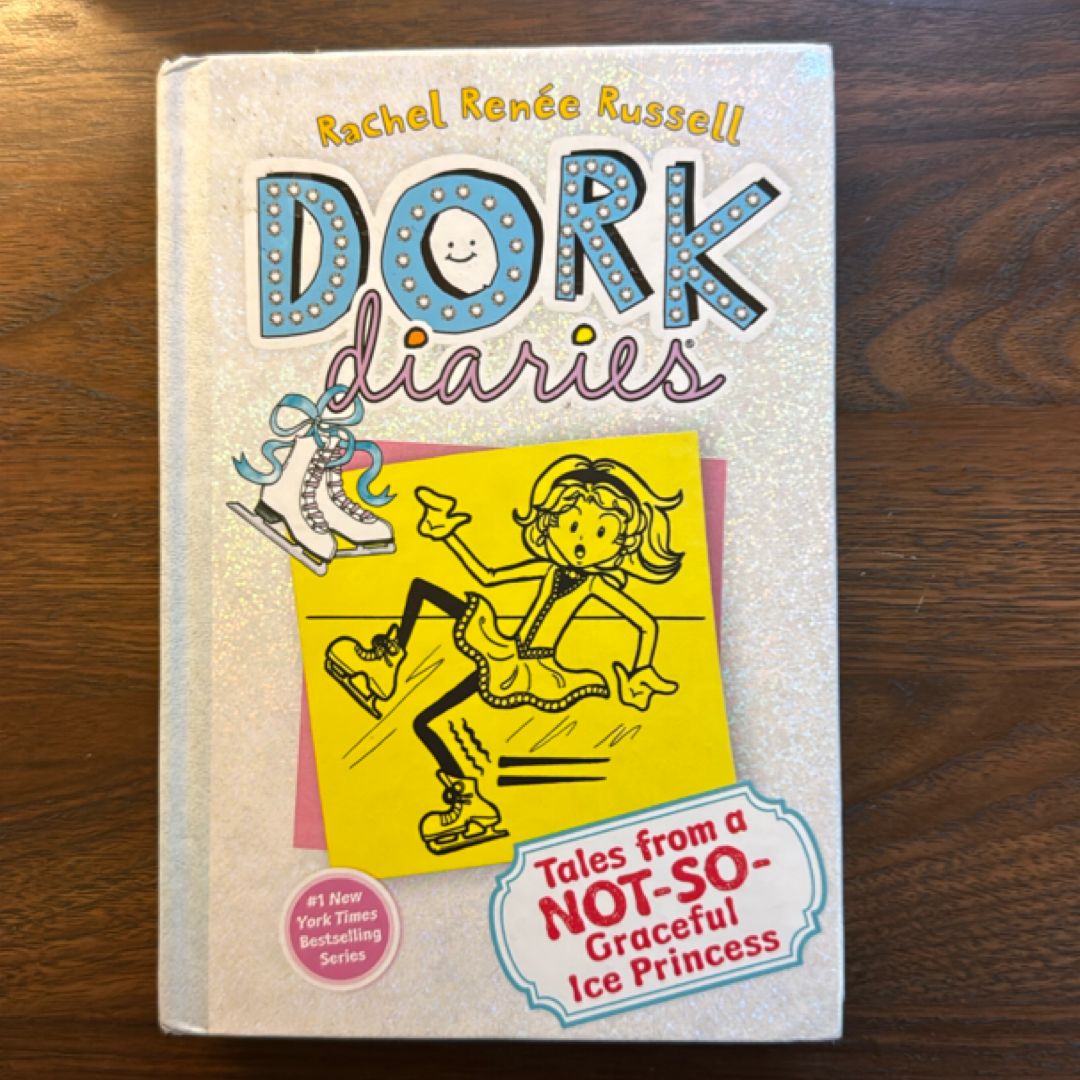 Rachel Renée Russell
DORK
diaries®
Tales from a
NOT-SO-
Graceful
Ice Princess
#1 New
York Times
Bestselling
Series